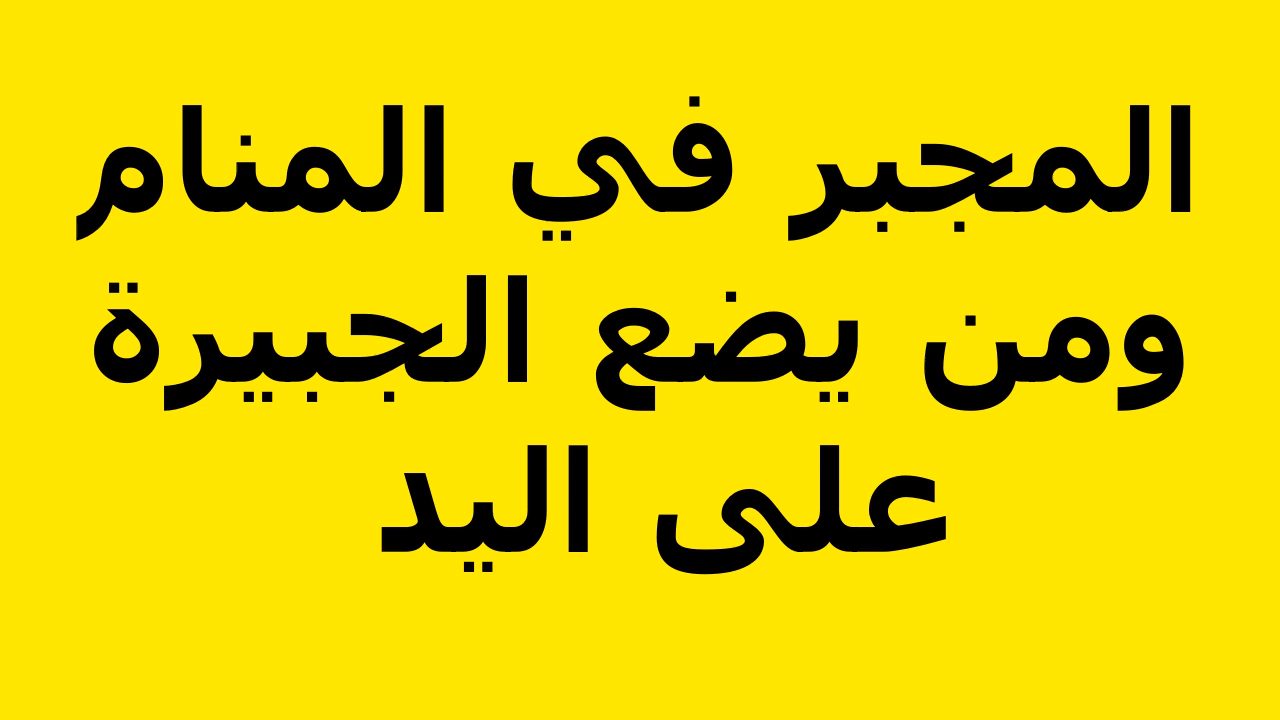 المجبر في المنام
ومن يضع الجبيرة
على اليد